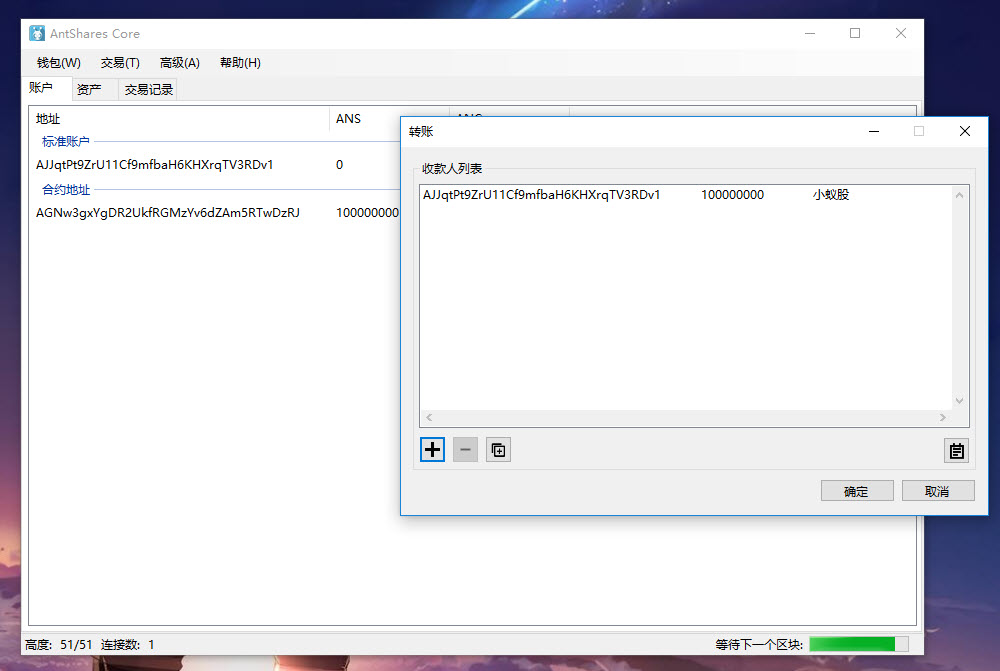 AntShares Core
钱包(W) 交易(T) 高级(A) 帮助(H)
账户 资产 交易记录
地址 ANS
标准账户
AJJqtPt9ZrU11Cf9mfbaH6KHXrqTV3RDv1 0
合约地址
AGNw3gxYgDR2UkfRGMzYv6dZAm5RTwDzRJ 100000000
转账
收款人列表
AJJqtPt9ZrU11Cf9mfbaH6KHXrqTV3RDv1 100000000 小蚁股
确定 取消
高度: 51/51 连接数: 1 等待下一个区块: